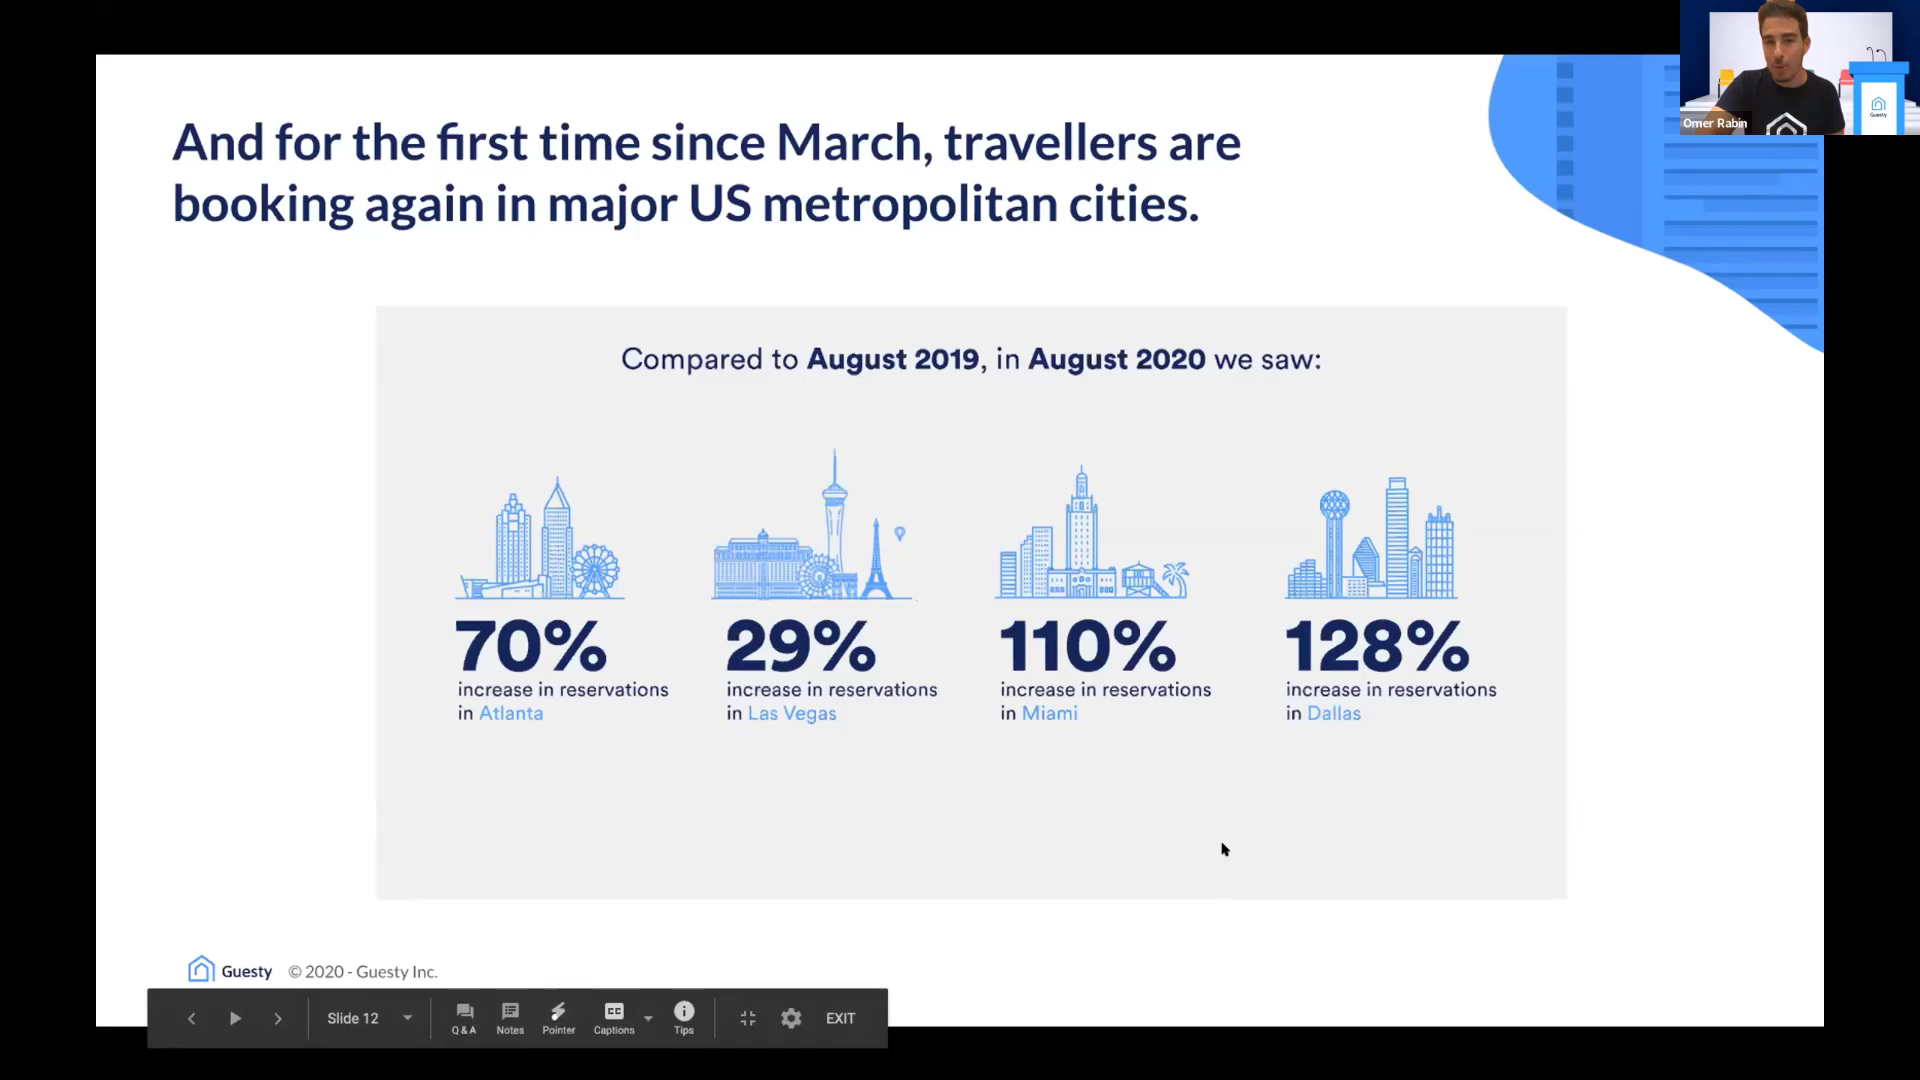 And for the first time since March, travellers are
booking again in major US metropolitan cities.
Omer Rabin
Guesty
Compared to August 2019, in August 2020 we saw:
70%
increase in reservations
in Atlanta
29%
increase in reservations
in Las Vegas
110%
increase in reservations
in Miami
128%
increase in reservations
in Dallas
Guesty © 2020 - Guesty Inc.
Slide 12
Q & A
Notes
Pointer
CC
Captions
Tips
EXIT